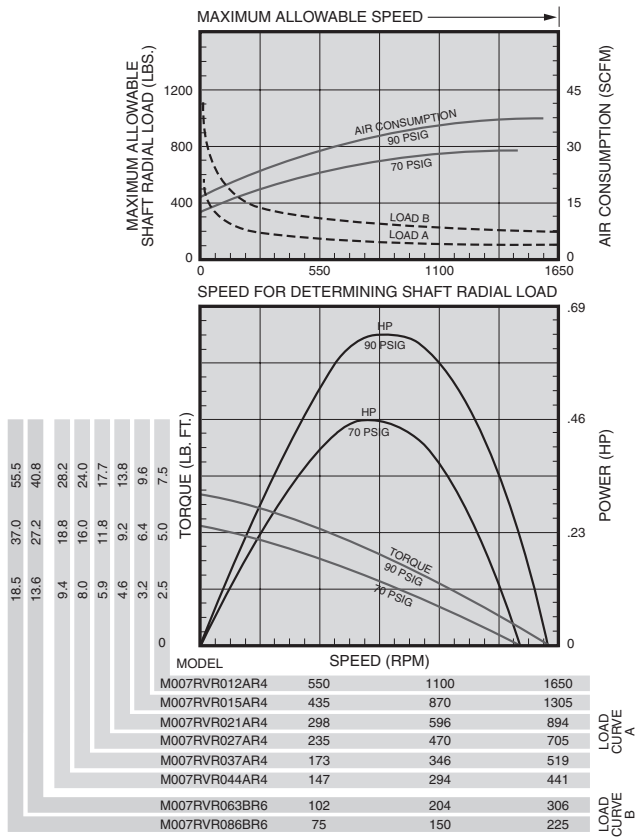 MAXIMUM ALLOWABLE SPEED
MAXIMUM ALLOWABLE
SHAFT RADIAL LOAD (LBS.)
1200
800
400
0
45
30
15
0
AIR CONSUMPTION (SCFM)
AIR CONSUMPTION
90 PSIG
70 PSIG
LOAD B
LOAD A
0 550 1100 1650
SPEED FOR DETERMINING SHAFT RADIAL LOAD
HP
90 PSIG
HP
70 PSIG
TORQUE
90 PSIG
70 PSIG
.69
.46
.23
0
POWER (HP)
TORQUE (LB. FT.)
55.5 40.8 28.2 24.0 17.7 13.8 9.6 7.5
37.0 27.2 18.8 16.0 11.8 9.2 6.4 5.0
18.5 13.6 9.4 8.0 5.9 4.6 3.2 2.5
0
MODEL SPEED (RPM)
M007RVR012AR4 550 1100 1650
M007RVR015AR4 435 870 1305
M007RVR021AR4 298 596 894
M007RVR027AR4 235 470 705
M007RVR037AR4 173 346 519
M007RVR044AR4 147 294 441
LOAD
CURVE
A
M007RVR063BR6 102 204 306
M007RVR086BR6 75 150 225
LOAD
CURVE
B